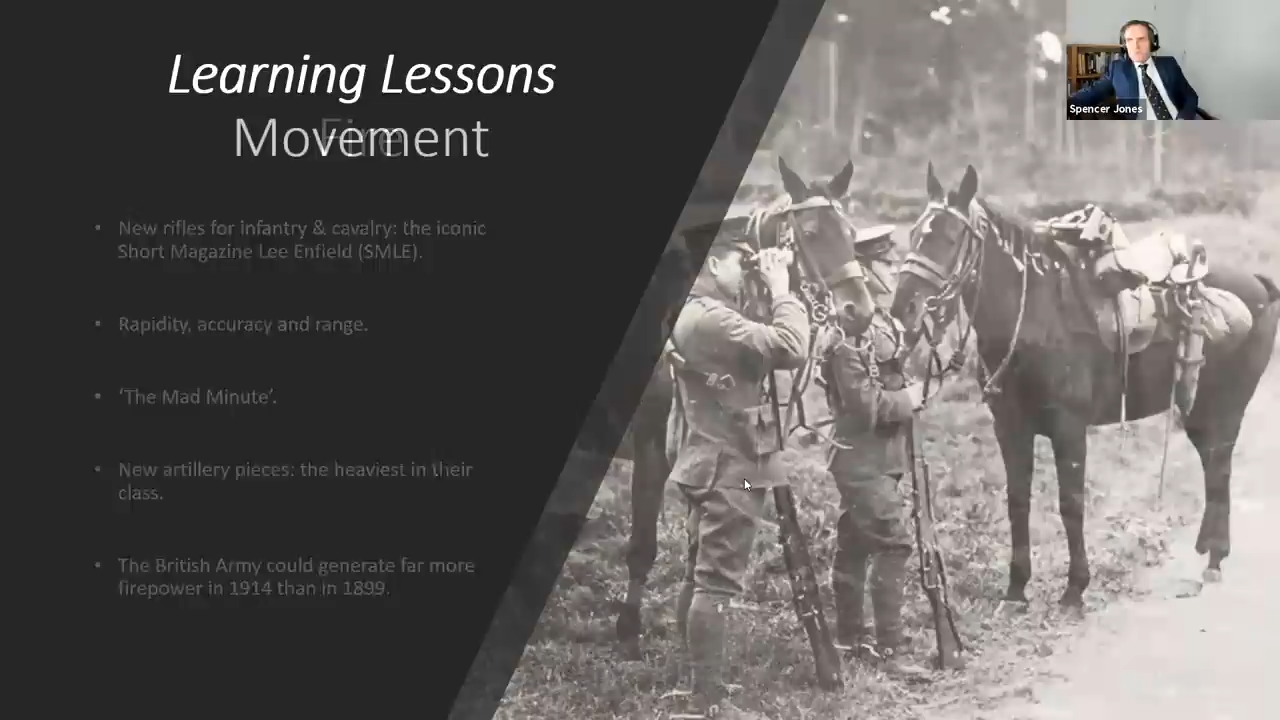 Learning Lessons
Movement
Fire
• New rifles for infantry & cavalry: the iconic
Short Magazine Lee Enfield (SMLE).
• Rapidity, accuracy and range.
• ‘The Mad Minute’.
• New artillery pieces: the heaviest in their
class.
• The British Army could generate far more
firepower in 1914 than in 1899.
Spencer Jones